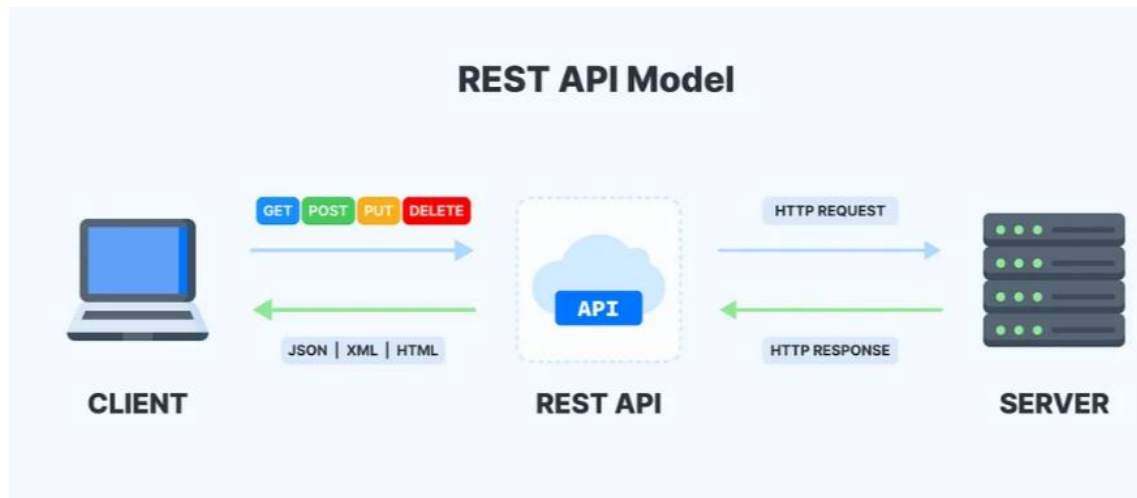 REST API Model
GET POST PUT DELETE
HTTP REQUEST
API
JSON | XML | HTML
HTTP RESPONSE
CLIENT
REST API
SERVER